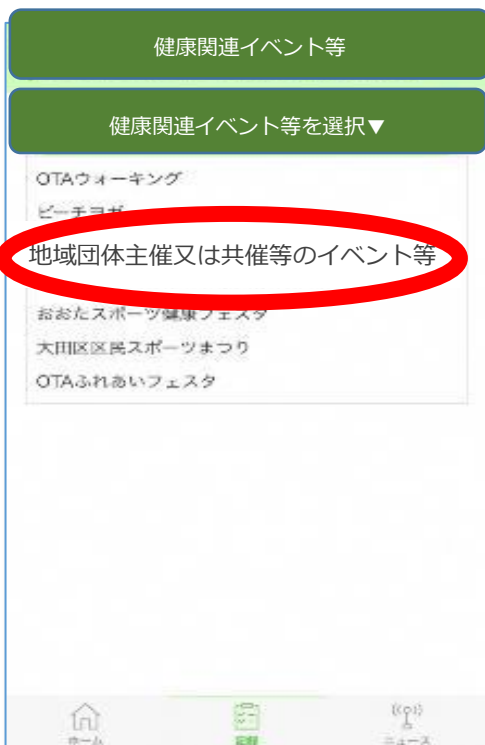 健康関連イベント等
健康関連イベント等を選択▼
OTAウォーキング
ビーチヨガ
地域団体主催又は共催等のイベント等
おおたスポーツ健康フェスタ
大田区区民スポーツまつり
OTAふれあいフェスタ
ホーム
記録
ニュース